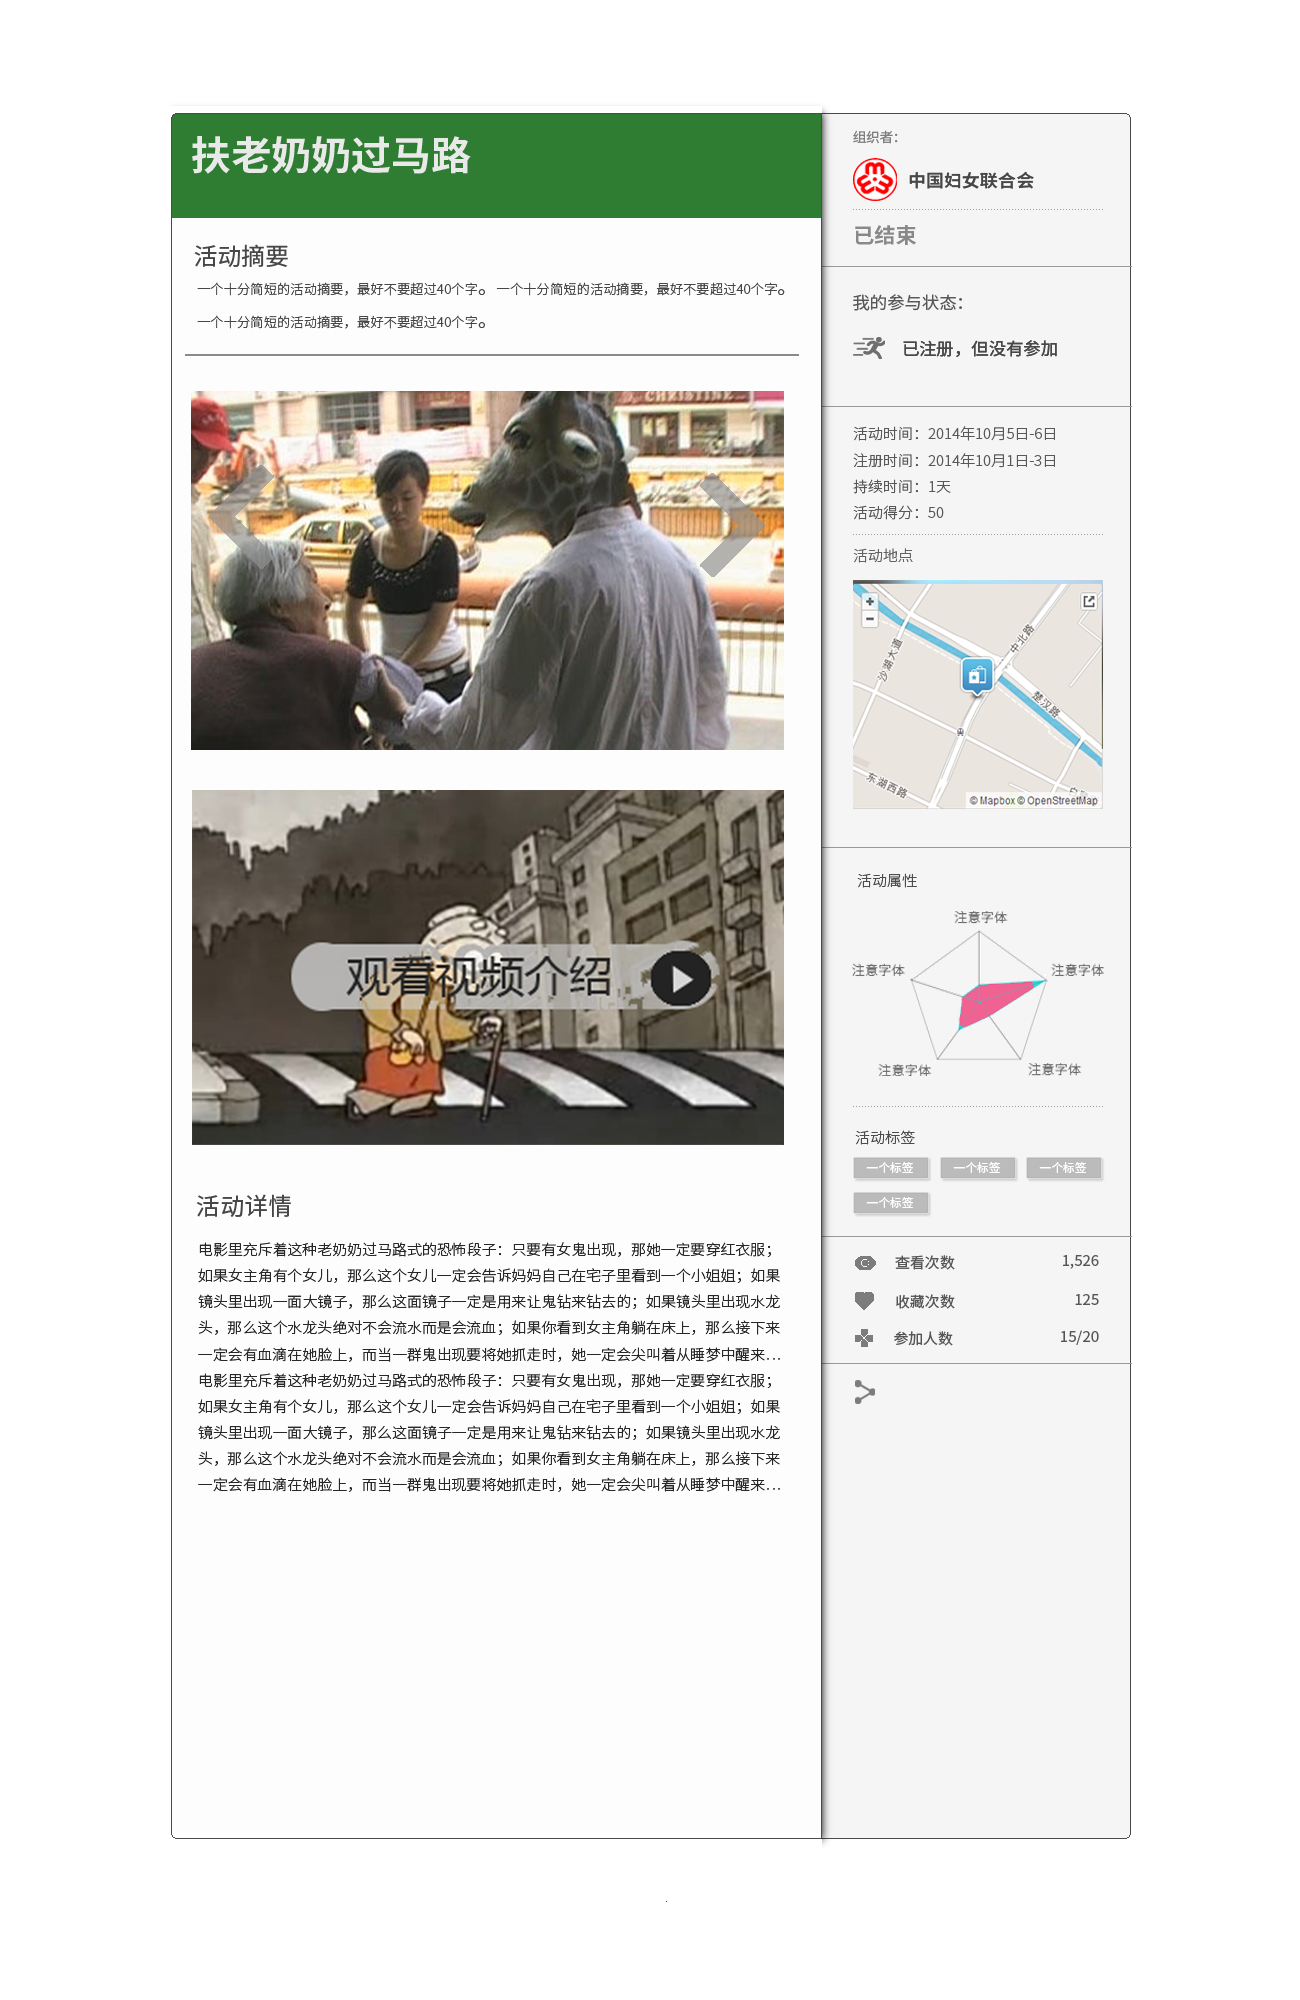 扶老奶奶过马路
活动摘要
一个十分简短的活动摘要，最好不要超过40个字。 一个十分简短的活动摘要，最好不要超过40个字。
一个十分简短的活动摘要，最好不要超过40个字。
CHRISTINE
观看视频介绍
活动详情
电影里充斥着这种老奶奶过马路式的恐怖段子：只要有女鬼出现，那她一定要穿红衣服；
如果女主角有个女儿，那么这个女儿一定会告诉妈妈自己在宅子里看到一个小姐姐；如果
镜头里出现一面大镜子，那么这面镜子一定是用来让鬼钻来钻去的；如果镜头里出现水龙
头，那么这个水龙头绝对不会流水而是会流血；如果你看到女主角躺在床上，那么接下来
一定会有血滴在她脸上，而当一群鬼出现要将她抓走时，她一定会尖叫着从睡梦中醒来…
电影里充斥着这种老奶奶过马路式的恐怖段子：只要有女鬼出现，那她一定要穿红衣服；
如果女主角有个女儿，那么这个女儿一定会告诉妈妈自己在宅子里看到一个小姐姐；如果
镜头里出现一面大镜子，那么这面镜子一定是用来让鬼钻来钻去的；如果镜头里出现水龙
头，那么这个水龙头绝对不会流水而是会流血；如果你看到女主角躺在床上，那么接下来
一定会有血滴在她脸上，而当一群鬼出现要将她抓走时，她一定会尖叫着从睡梦中醒来…
组织者：
中国妇女联合会
已结束
我的参与状态：
已注册，但没有参加
活动时间：2014年10月5日-6日
注册时间：2014年10月1日-3日
持续时间：1天
活动得分：50
活动地点
+
-
沙湖大道
中北路
楚汉路
东湖西路
© Mapbox © OpenStreetMap
活动属性
注意字体
注意字体
注意字体
注意字体
注意字体
活动标签
一个标签 一个标签 一个标签
一个标签
查看次数 1,526
收藏次数 125
参加人数 15/20